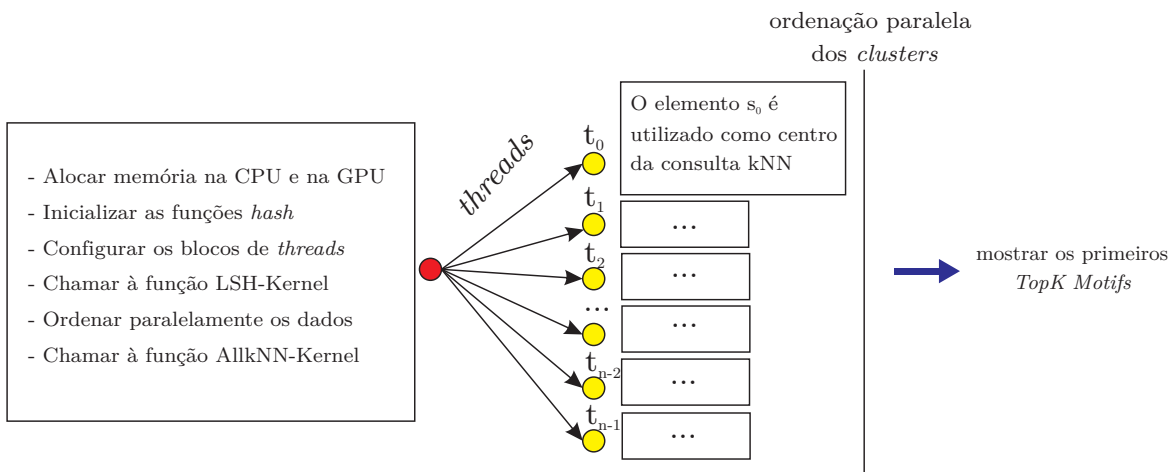 ordenação paralela
dos clusters
- Alocar memória na CPU e na GPU
- Inicializar as funções hash
- Configurar os blocos de threads
- Chamar à função LSH-Kernel
- Ordenar paralelamente os dados
- Chamar à função AllkNN-Kernel
threads
t₀
O elemento s₀ é
utilizado como centro
da consulta kNN
t₁
...
t₂
...
...
...
tₙ₋₂
...
tₙ₋₁
...
mostrar os primeiros
TopK Motifs